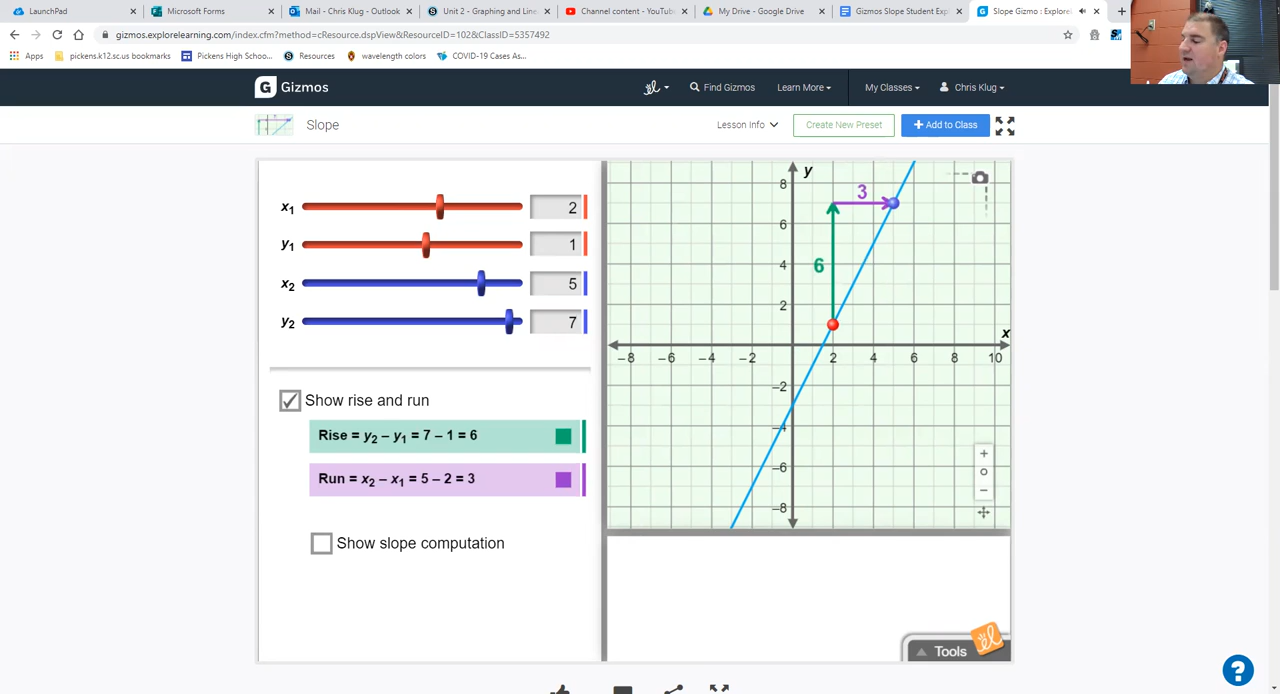 LaunchPad
Microsoft Forms
Mail - Chris Klug - Outlook
Unit 2 - Graphing and Line
Channel content - YouTub
My Drive - Google Drive
Gizmos Slope Student Expl
Slope Gizmo : Explore
gizmos.explorelearning.com/index.cfm?method=cResource.dspView&ResourceID=102&ClassID=5357492
Apps pickens.k12.sc.us bookmarks Pickens High Schoo... Resources wavelength colors COVID-19 Cases As...
G Gizmos
Find Gizmos Learn More My Classes Chris Klug
Slope
Lesson Info Create New Preset + Add to Class
x1 2
y1 1
x2 5
y2 7
Show rise and run
Rise = y2 – y1 = 7 – 1 = 6
Run = x2 – x1 = 5 – 2 = 3
Show slope computation
y
8
6
4
2
–2
–4
–6
–8
3
6
x
–8 –6 –4 –2 2 4 6 8 10
+
–
Tools
?